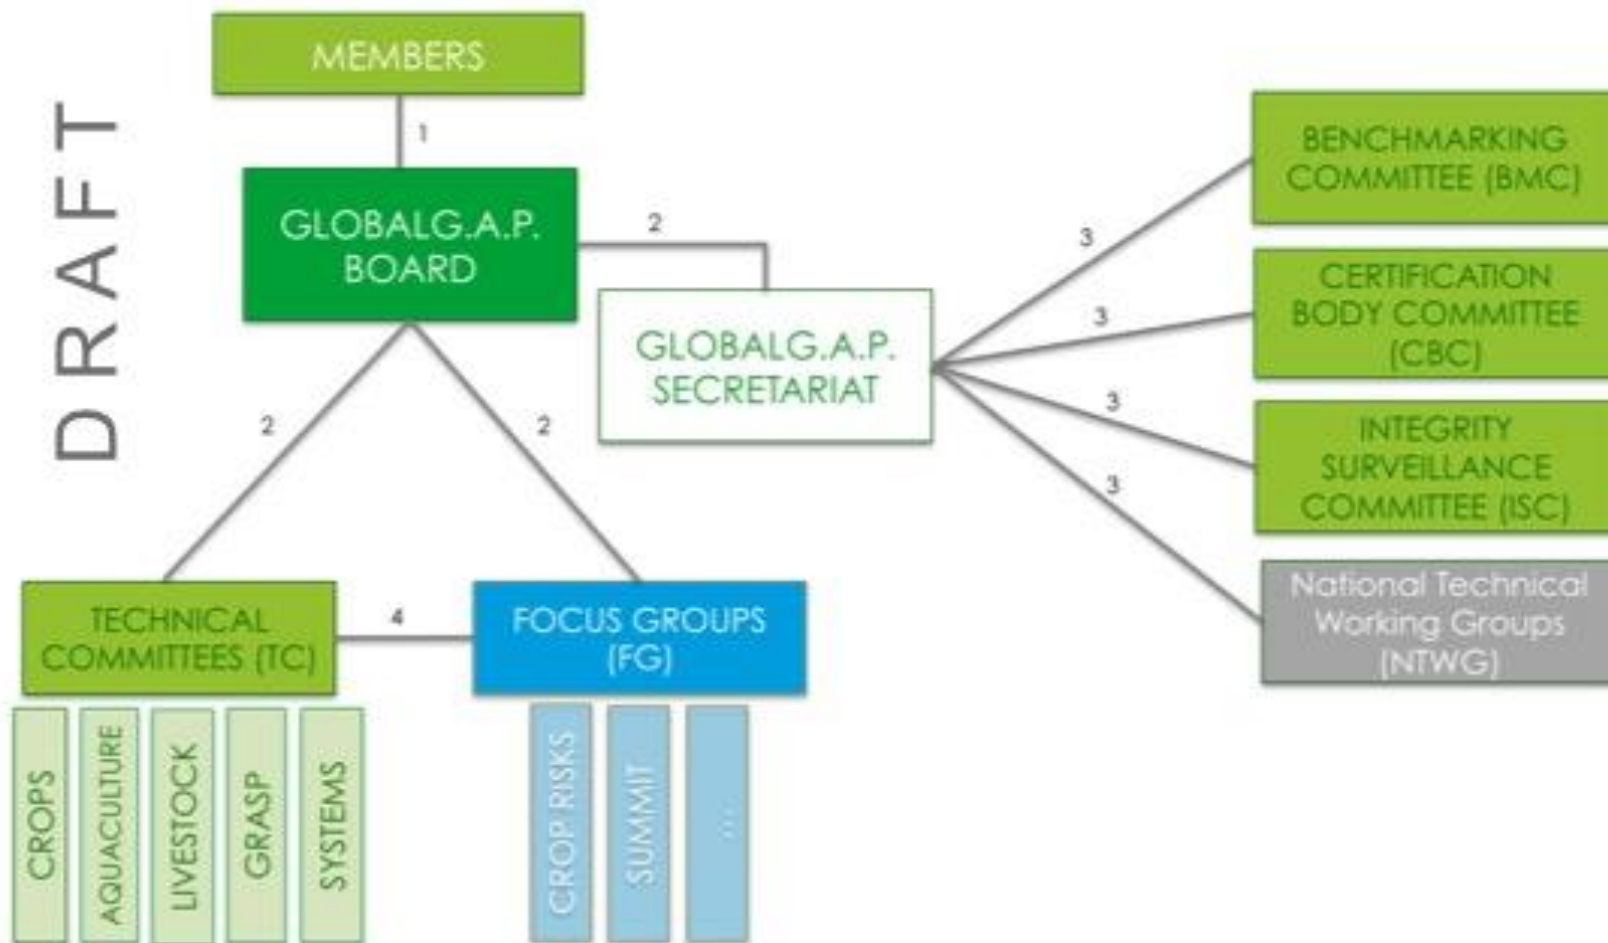 DRAFT
MEMBERS
1
GLOBALG.A.P.
BOARD
2
GLOBALG.A.P.
SECRETARIAT
3
3
3
3
BENCHMARKING
COMMITTEE (BMC)
CERTIFICATION
BODY COMMITTEE
(CBC)
INTEGRITY
SURVEILLANCE
COMMITTEE (ISC)
National Technical
Working Groups
(NTWG)
2
2
TECHNICAL
COMMITTEES (TC)
4
FOCUS GROUPS
(FG)
CROPS
AQUACULTURE
LIVESTOCK
GRASP
SYSTEMS
CROP RISKS
SUMMIT
...